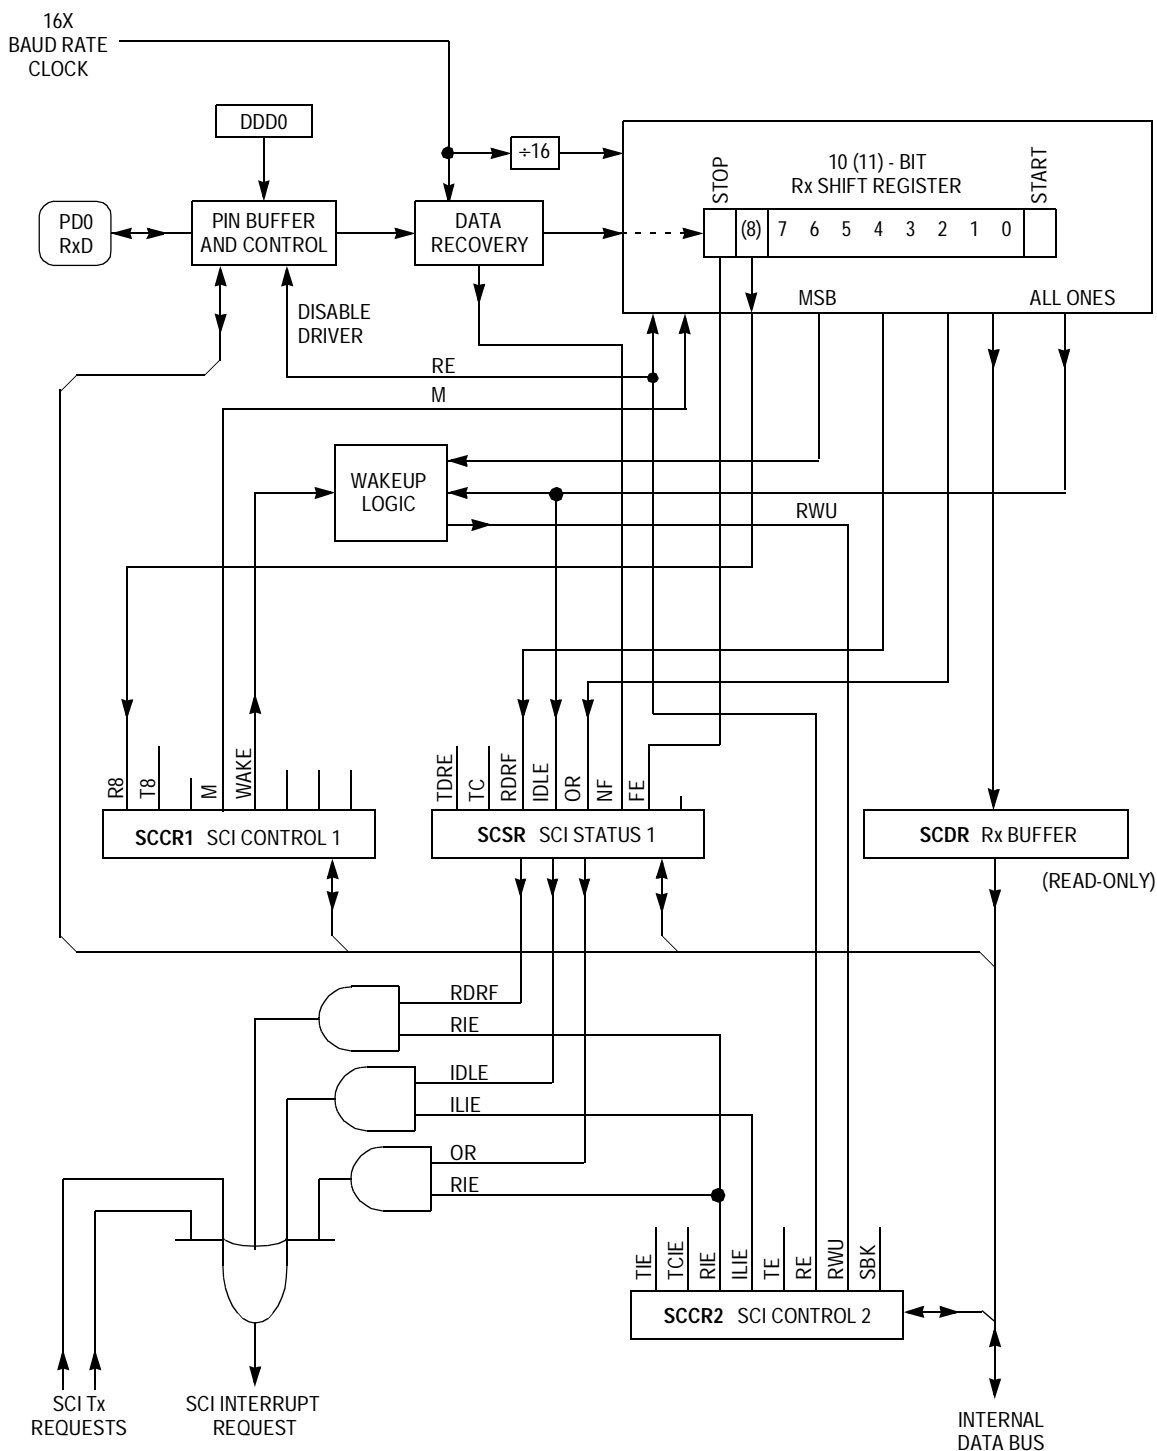 16X
BAUD RATE
CLOCK
DDD0
÷16
10 (11) - BIT
Rx SHIFT REGISTER
STOP
START
PD0
RxD
PIN BUFFER
AND CONTROL
DATA
RECOVERY
(8) 7 6 5 4 3 2 1 0
MSB
ALL ONES
DISABLE
DRIVER
RE
M
WAKEUP
LOGIC
RWU
R8
T8
M
WAKE
TDRE
TC
RDRF
IDLE
OR
NF
FE
SCCR1 SCI CONTROL 1
SCSR SCI STATUS 1
SCDR Rx BUFFER
(READ-ONLY)
RDRF
RIE
IDLE
ILIE
OR
RIE
TIE
TCIE
RIE
ILIE
TE
RE
RWU
SBK
SCCR2 SCI CONTROL 2
SCI Tx
REQUESTS
SCI INTERRUPT
REQUEST
INTERNAL
DATA BUS